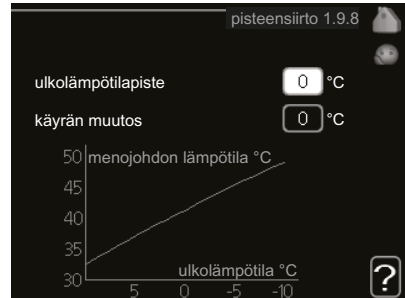 pisteensiirto 1.9.8
ulkolämpötilapiste 0 °C
käyrän muutos 0 °C
50 menojohdon lämpötila °C
45
40
35
30
ulkolämpötila °C
5 0 -5 -10
?